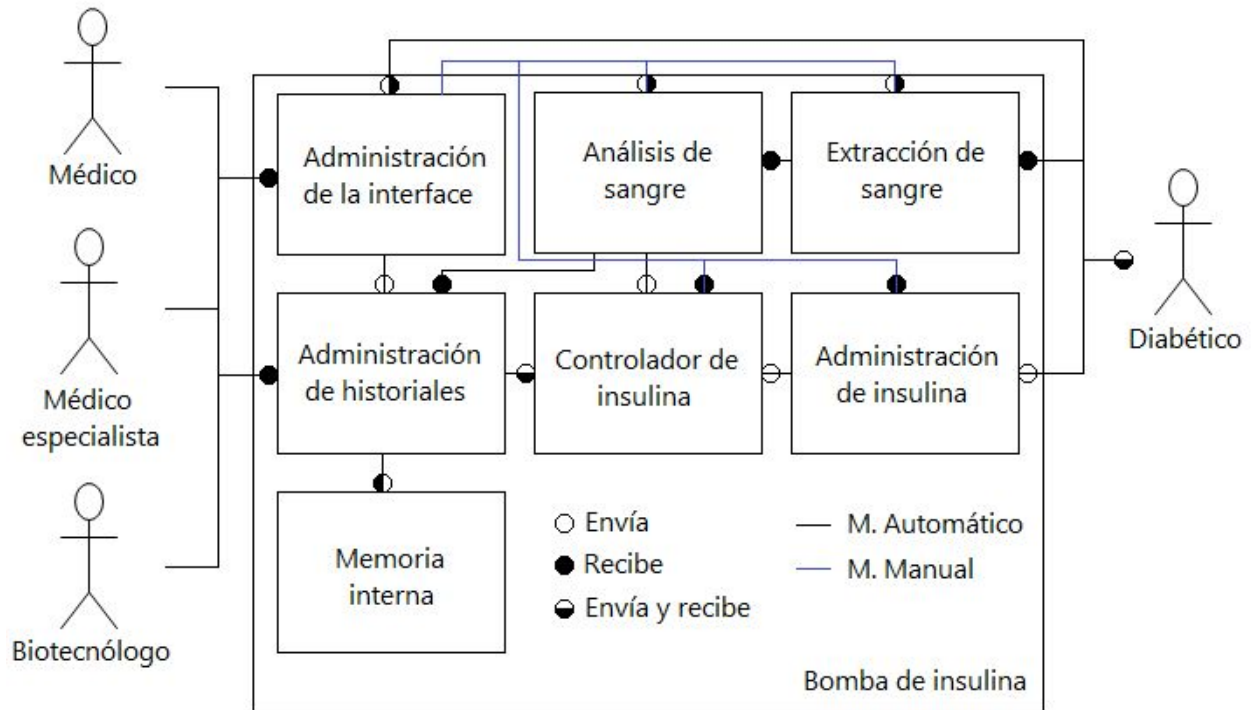 Médico
Médico
especialista
Biotecnólogo
Administración
de la interface
Análisis de
sangre
Extracción de
sangre
Administración
de historiales
Controlador de
insulina
Administración
de insulina
Memoria
interna
Envía
Recibe
Envía y recibe
M. Automático
M. Manual
Bomba de insulina
Diabético